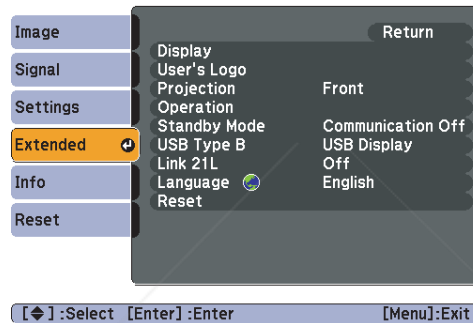 Image
Signal
Settings
Extended
Info
Reset
Return
Display
User's Logo
Projection Front
Operation
Standby Mode Communication Off
USB Type B USB Display
Link 21L Off
Language English
Reset
[ ] :Select [Enter] :Enter [Menu]:Exit